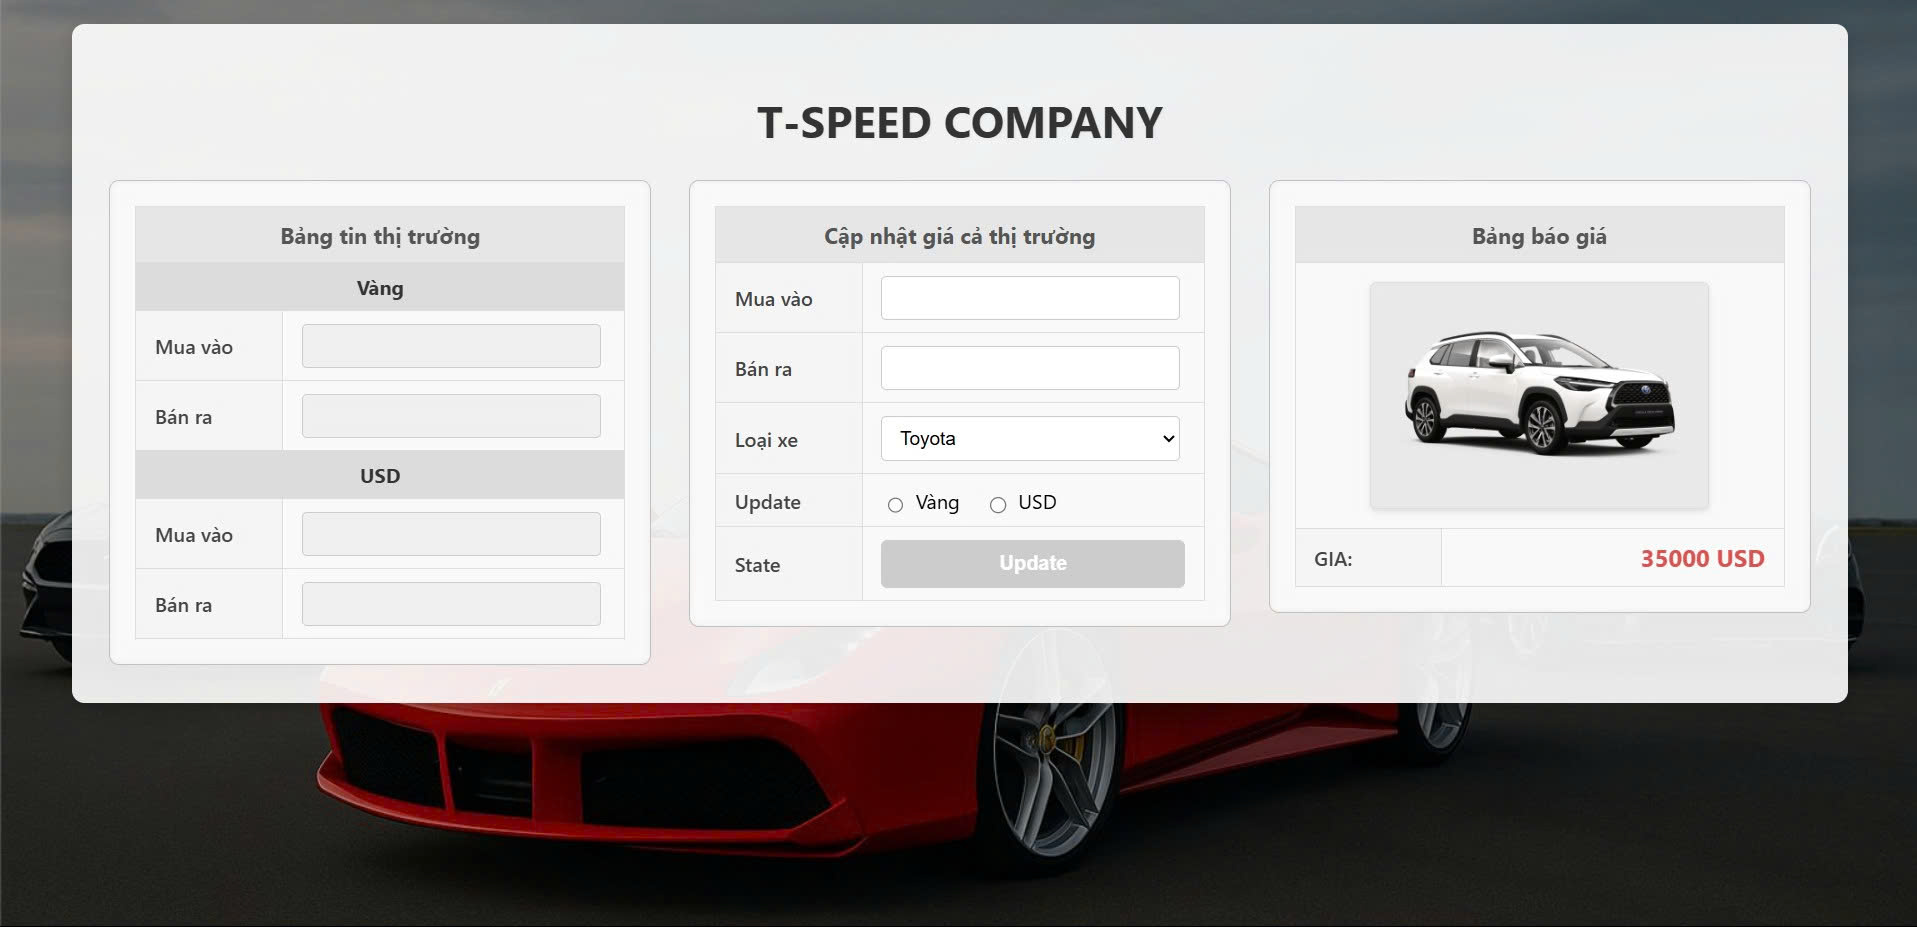 T-SPEED COMPANY
Bảng tin thị trường
Vàng
Mua vào
Bán ra
USD
Mua vào
Bán ra
Cập nhật giá cả thị trường
Mua vào
Bán ra
Loại xe
Toyota
Update
Vàng
USD
State
Update
Bảng báo giá
GIA:
35000 USD